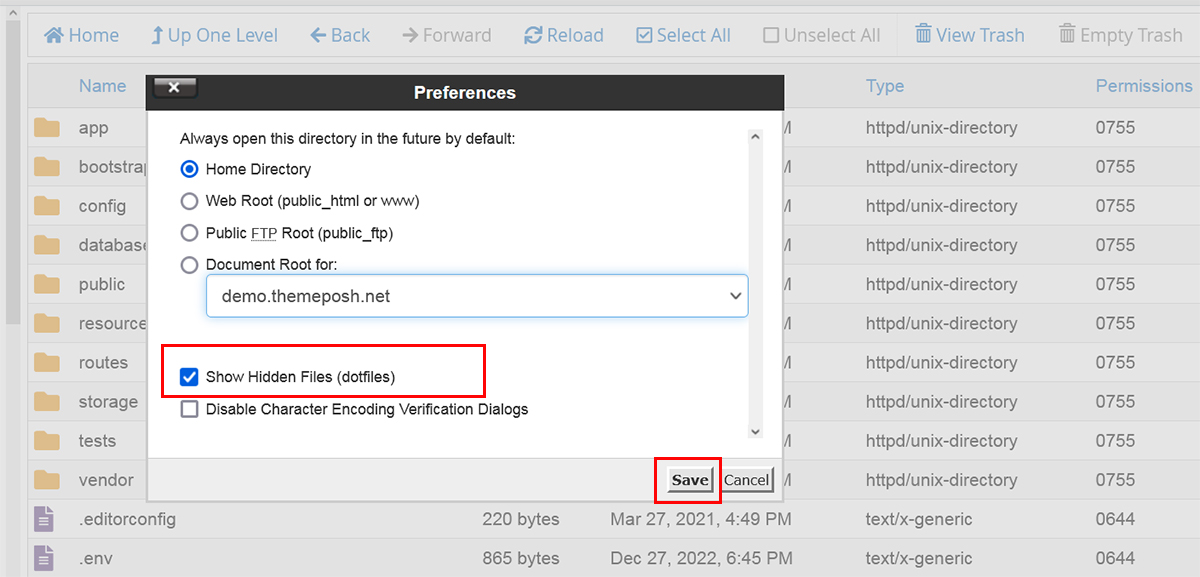 Home Up One Level Back Forward Reload Select All Unselect All View Trash Empty Trash
Name Type Permissions
Preferences
app M httpd/unix-directory 0755
Always open this directory in the future by default:
bootstrap M httpd/unix-directory 0755
Home Directory
config M httpd/unix-directory 0755
Web Root (public_html or www)
database M httpd/unix-directory 0755
Public FTP Root (public_ftp)
Document Root for:
public M httpd/unix-directory 0755
demo.themeposh.net
resource M httpd/unix-directory 0755
routes M httpd/unix-directory 0755
Show Hidden Files (dotfiles)
storage M httpd/unix-directory 0755
Disable Character Encoding Verification Dialogs
tests M httpd/unix-directory 0755
vendor M httpd/unix-directory 0755
Save Cancel
.editorconfig 220 bytes Mar 27, 2021, 4:49 PM text/x-generic 0644
.env 865 bytes Dec 27, 2022, 6:45 PM text/x-generic 0644